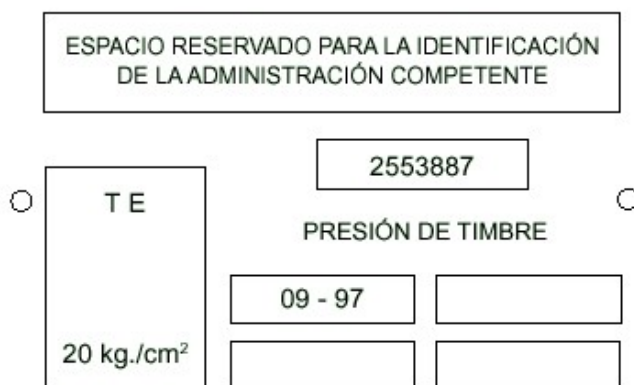 ESPACIO RESERVADO PARA LA IDENTIFICACIÓN
DE LA ADMINISTRACIÓN COMPETENTE
2553887
T E
PRESIÓN DE TIMBRE
09 - 97
20 kg./cm²